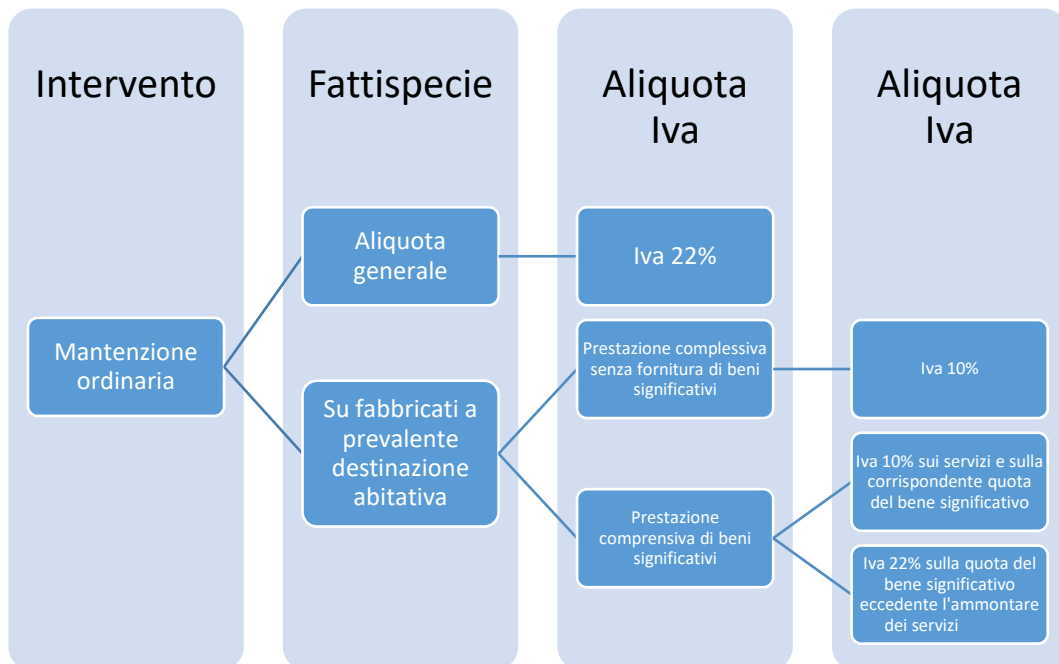 Intervento
Fattispecie
Aliquota
Iva
Aliquota
Iva
Mantenzione
ordinaria
Aliquota
generale
Iva 22%
Su fabbricati a
prevalente
destinazione
abitativa
Prestazione complessiva
senza fornitura di beni
significativi
Iva 10%
Prestazione
comprensiva di beni
significativi
Iva 10% sui servizi e sulla
corrispondente quota
del bene significativo
Iva 22% sulla quota del
bene significativo
eccedente l'ammontare
dei servizi